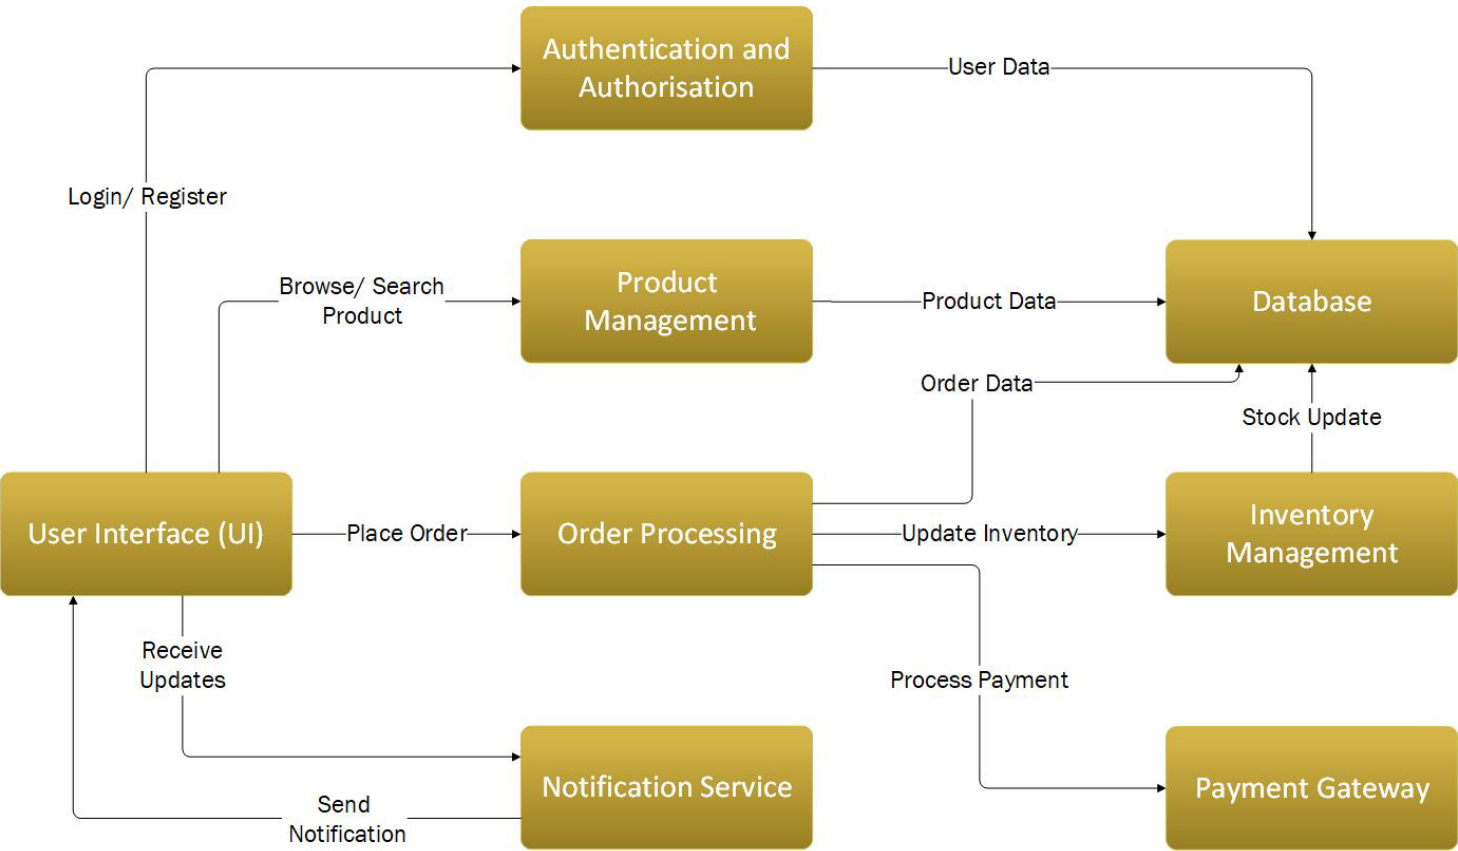 Authentication and
Authorisation
User Data
Login/ Register
Browse/ Search
Product
Product
Management
Product Data
Database
Order Data
Stock Update
User Interface (UI)
Place Order
Order Processing
Update Inventory
Inventory
Management
Receive
Updates
Process Payment
Notification Service
Send
Notification
Payment Gateway